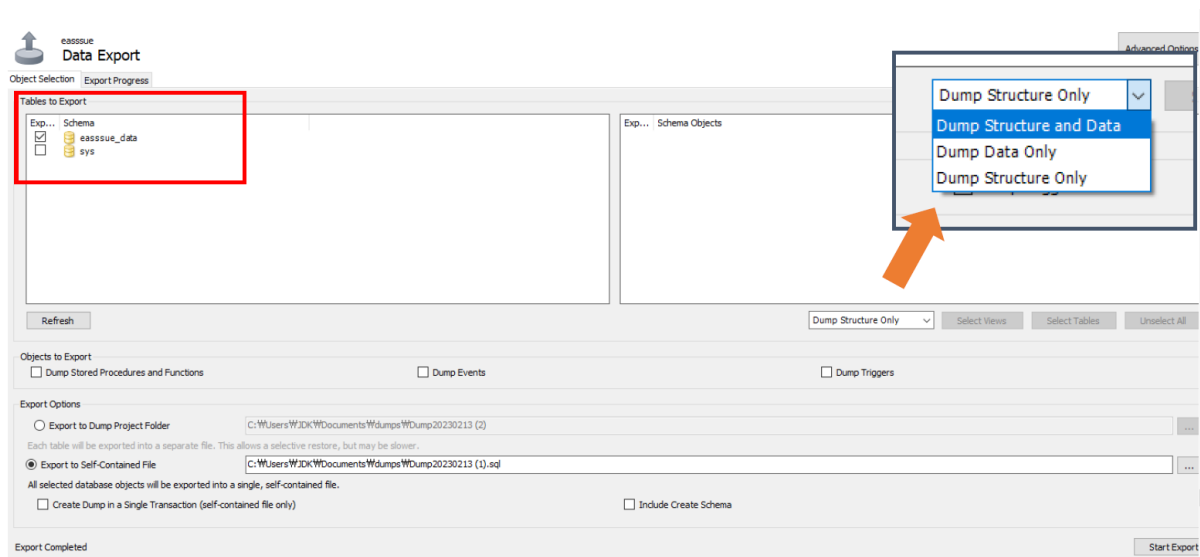 easssue
Data Export
Advanced Options
Object Selection Export Progress
Tables to Export
Exp... Schema
easssue_data
sys
Exp... Schema Objects
Dump Structure Only
Dump Structure and Data
Dump Data Only
Dump Structure Only
Refresh
Dump Structure Only
Select Views
Select Tables
Unselect All
Objects to Export
Dump Stored Procedures and Functions
Dump Events
Dump Triggers
Export Options
Export to Dump Project Folder
C:₩Users₩JDK₩Documents₩dumps₩Dump20230213 (2)
...
Each table will be exported into a separate file. This allows a selective restore, but may be slower.
Export to Self-Contained File
C:₩Users₩JDK₩Documents₩dumps₩Dump20230213 (1).sql
...
All selected database objects will be exported into a single, self-contained file.
Create Dump in a Single Transaction (self-contained file only)
Include Create Schema
Export Completed
Start Export